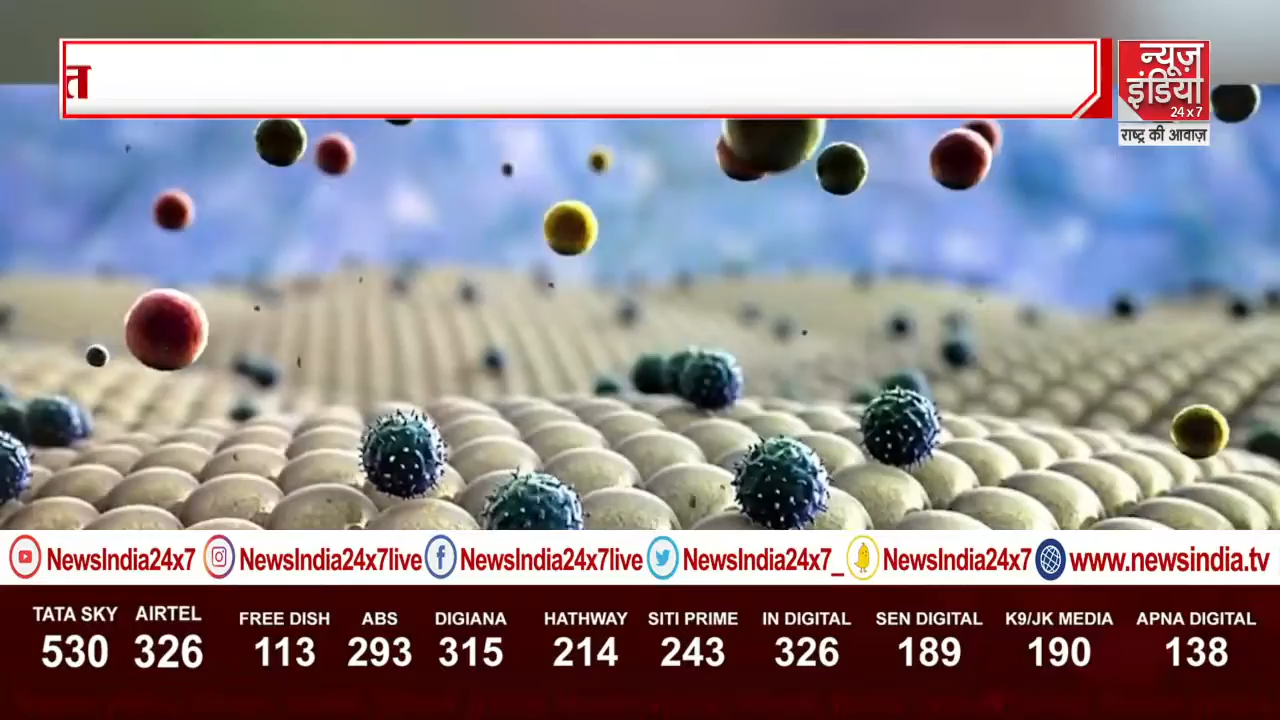 त
न्यूज़
इंडिया
24x7
राष्ट्र की आवाज़
NewsIndia24x7 NewsIndia24x7live NewsIndia24x7live NewsIndia24x7_ NewsIndia24x7 www.newsindia.tv
TATA SKY AIRTEL FREE DISH ABS DIGIANA HATHWAY SITI PRIME IN DIGITAL SEN DIGITAL K9/JK MEDIA APNA DIGITAL
530 326 113 293 315 214 243 326 189 190 138